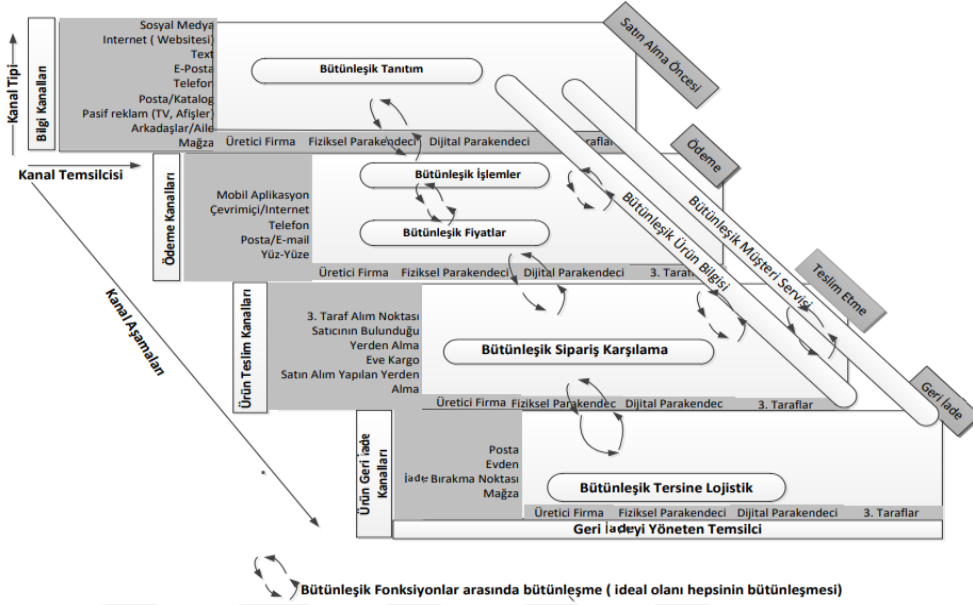 Kanal Tipi
Bilgi Kanalları
Sosyal Medya
Internet ( Websitesi)
Text
E-Posta
Telefon
Posta/Katalog
Pasif reklam (TV, Afişler)
Arkadaşlar/Aile
Mağza
Bütünleşik Tanıtım
Satın Alma Öncesi
Üretici Firma Fiziksel Parakendeci Dijital Parakendeci
Kanal Temsilcisi
Ödeme Kanalları
Mobil Aplikasyon
Çevrimiçi/Internet
Telefon
Posta/E-mail
Yüz-Yüze
Bütünleşik İşlemler
Bütünleşik Fiyatlar
Ödeme
Üretici Firma Fiziksel Parakendeci Dijital Parakendeci 3. Taraf
Bütünleşik Ürün Bilgisi
Bütünleşik Müşteri Servisi
Kanal Aşamaları
Ürün Teslim Kanalları
3. Taraf Alım Noktası
Satıcının Bulunduğu
Yerden Alma
Eve Kargo
Satın Alım Yapılan Yerden
Alma
Bütünleşik Sipariş Karşılama
Teslim Etme
Üretici Firma Fiziksel Parakendec Dijital Parakendec 3. Taraflar
Ürün Geri İade
Kanalları
Posta
Evden
İade Bırakma Noktası
Mağza
Bütünleşik Tersine Lojistik
Geri İade
Üretici Firma Fiziksel Parakendeci Dijital Parakendeci 3. Taraflar
Geri İadeyi Yöneten Temsilci
Bütünleşik Fonksiyonlar arasında bütünleşme ( ideal olanı hepsinin bütünleşmesi)